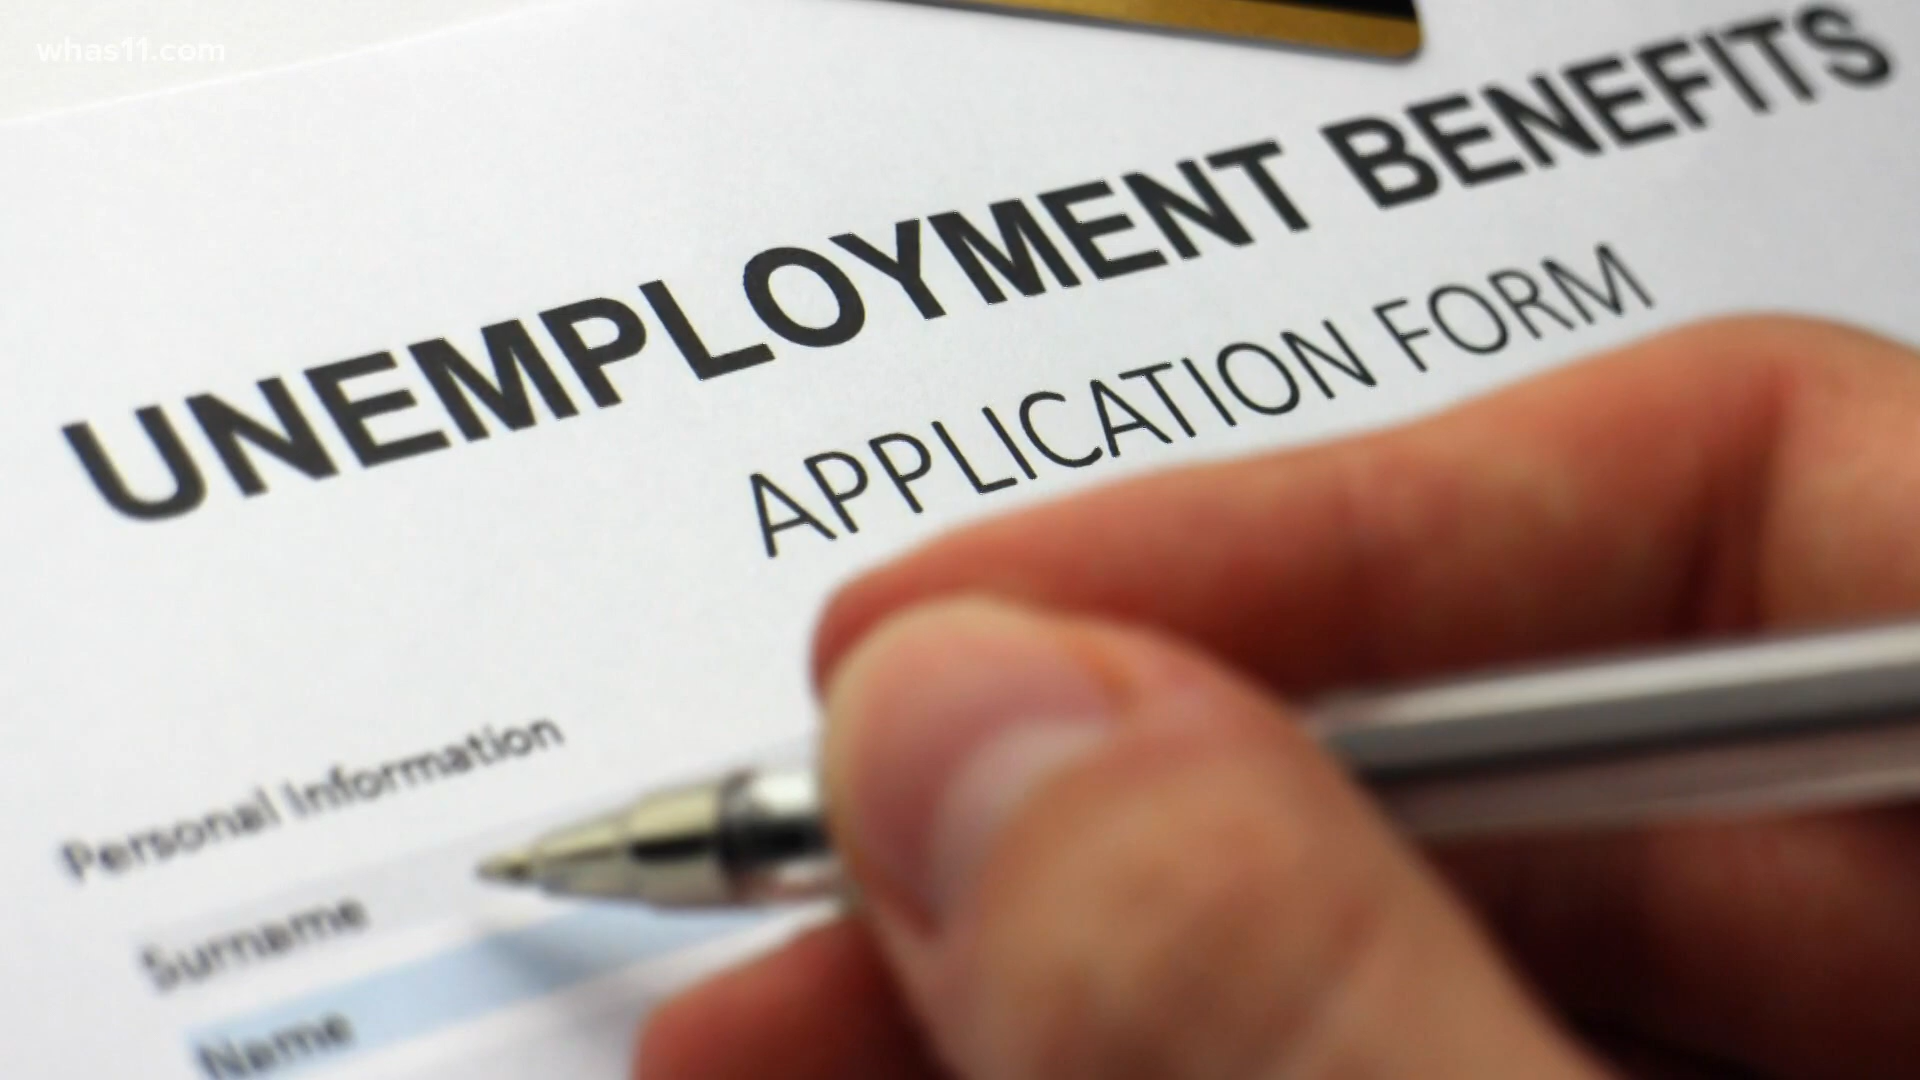 whas11.com
UNEMPLOYMENT BENEFITS
APPLICATION FORM
Personal Information
Surname
Name